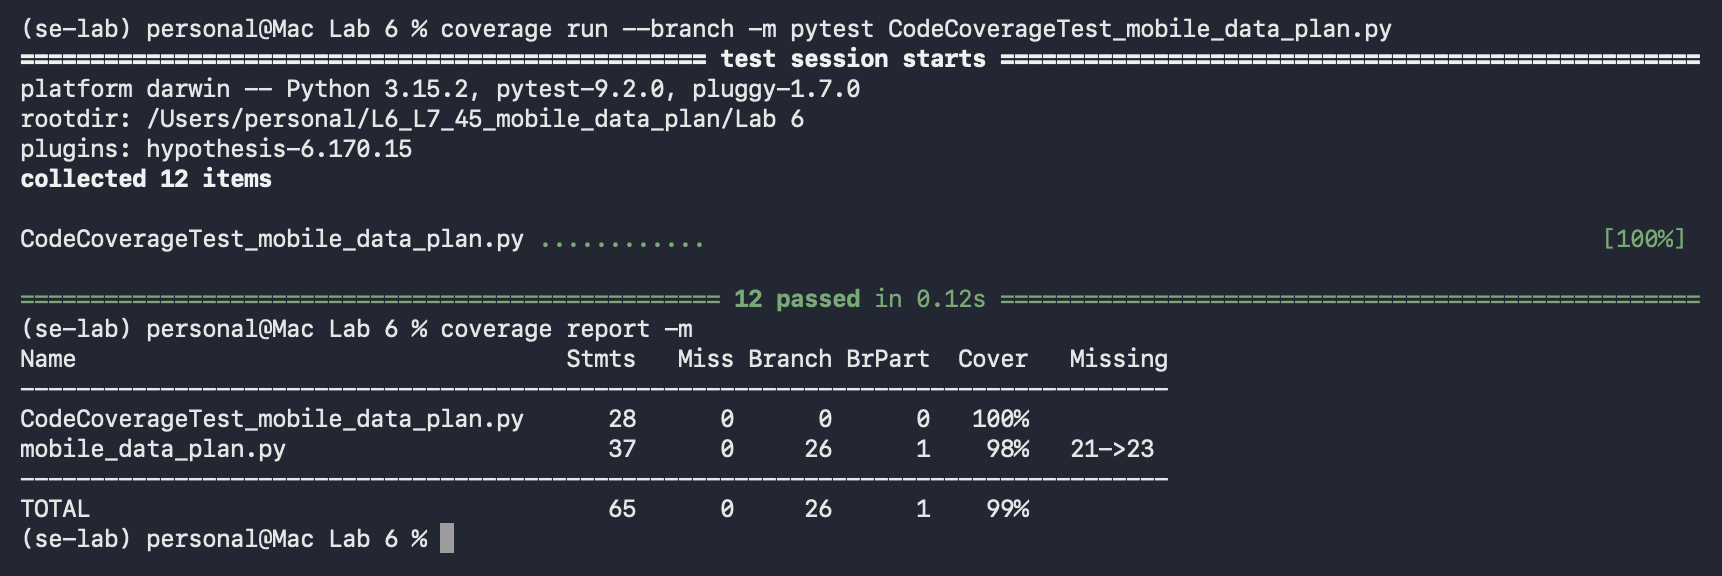 (se-lab) personal@Mac Lab 6 % coverage run --branch -m pytest CodeCoverageTest_mobile_data_plan.py
================================================= test session starts ==================================================
platform darwin -- Python 3.15.2, pytest-9.2.0, pluggy-1.7.0
rootdir: /Users/personal/L6_L7_45_mobile_data_plan/Lab 6
plugins: hypothesis-6.170.15
collected 12 items
CodeCoverageTest_mobile_data_plan.py ............                                                                [100%]
================================================== 12 passed in 0.12s ==================================================
(se-lab) personal@Mac Lab 6 % coverage report -m
Name                                   Stmts   Miss Branch BrPart  Cover   Missing
----------------------------------------------------------------------------------
CodeCoverageTest_mobile_data_plan.py      28      0      0      0   100%
mobile_data_plan.py                       37      0     26      1    98%   21->23
----------------------------------------------------------------------------------
TOTAL                                     65      0     26      1    99%
(se-lab) personal@Mac Lab 6 %